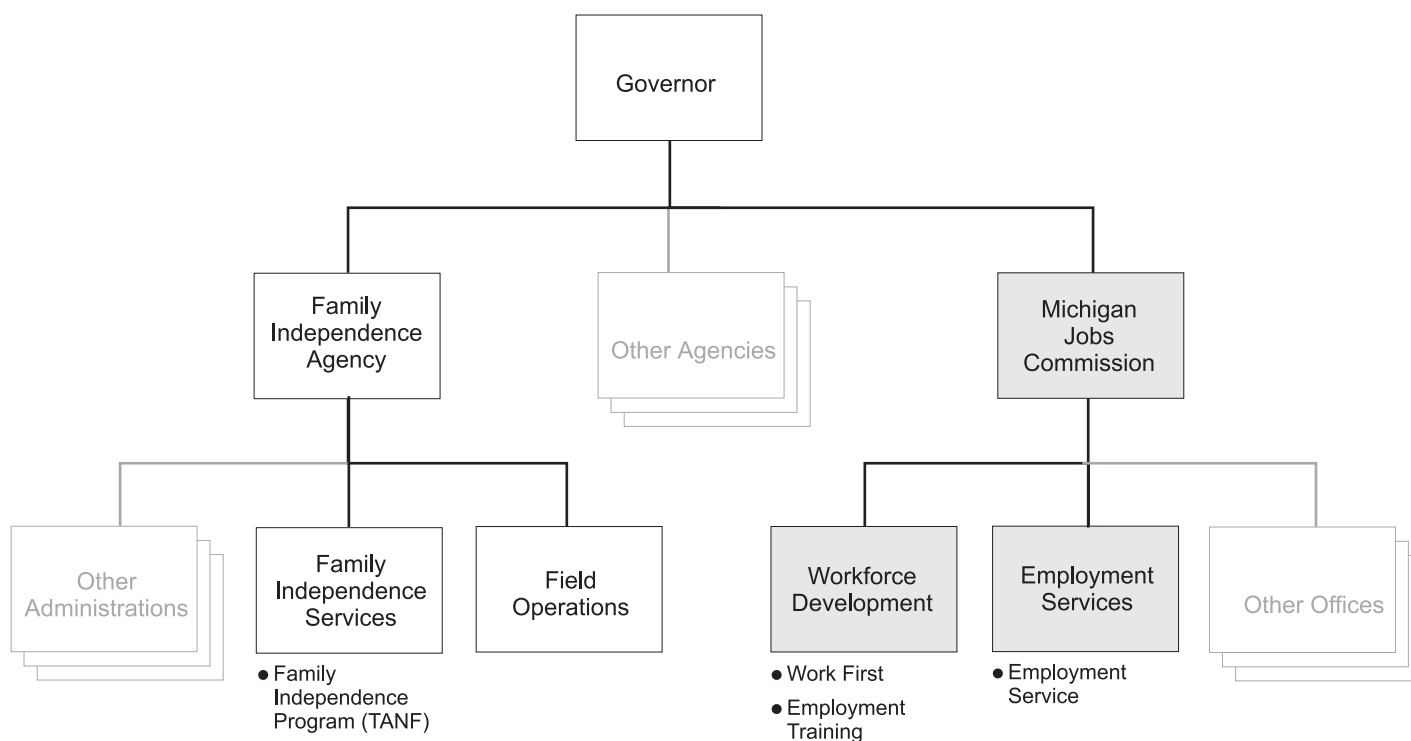 Governor
Family
Independence
Agency
Other Agencies
Michigan
Jobs
Commission
Other
Administrations
Family
Independence
Services
Field
Operations
Workforce
Development
Employment
Services
Other Offices
● Family
Independence
Program (TANF)
● Work First
● Employment
Training
● Employment
Service